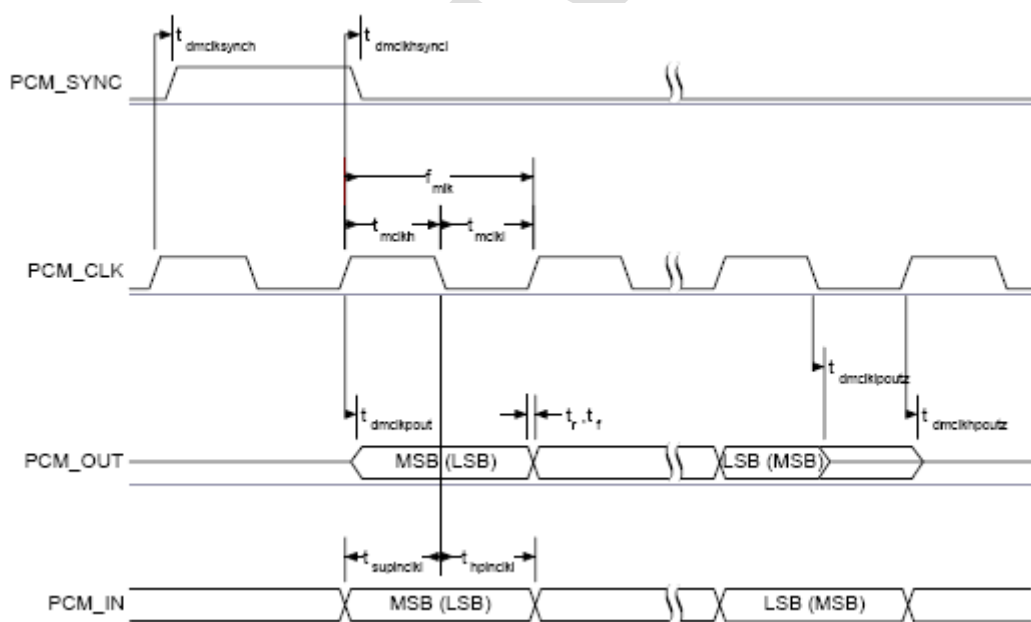 t dmclksynch
t dmclkhsyncl
PCM_SYNC
f mlk
t mclkh
t mclkl
PCM_CLK
t dmclklpoutz
t dmclkpout
t r ,t f
t dmclkhpoutz
PCM_OUT
MSB (LSB)
LSB (MSB)
t supinclkl
t hpinclkl
PCM_IN
MSB (LSB)
LSB (MSB)